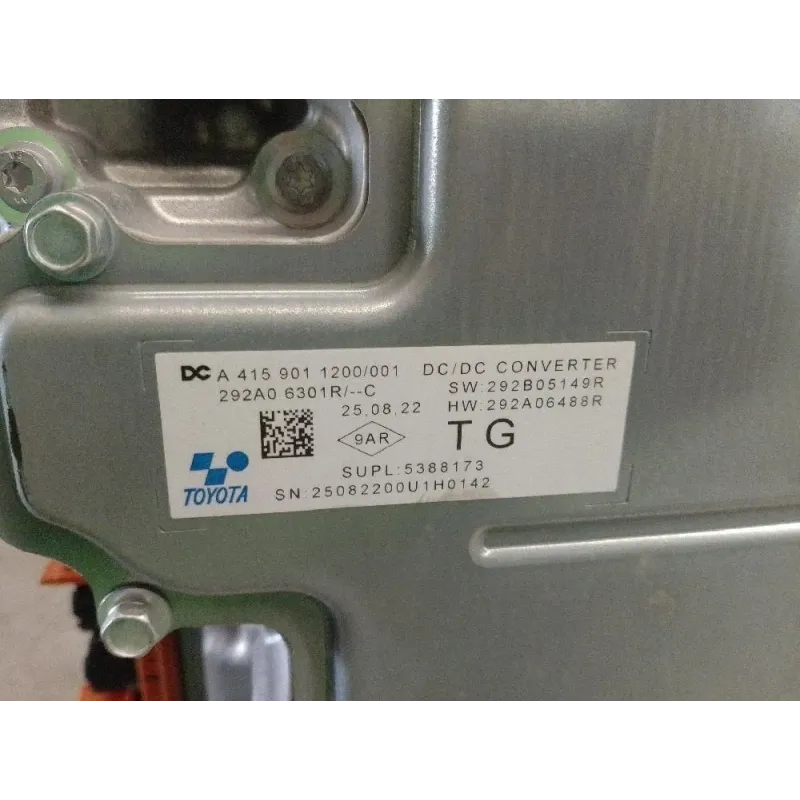 DC A 415 901 1200/001 DC/DC CONVERTER
292A0 6301R/--C SW:292B05149R
25.08.22 HW:292A06488R
9AR TG
SUPL:5388173
TOYOTA SN:25082200U1H0142